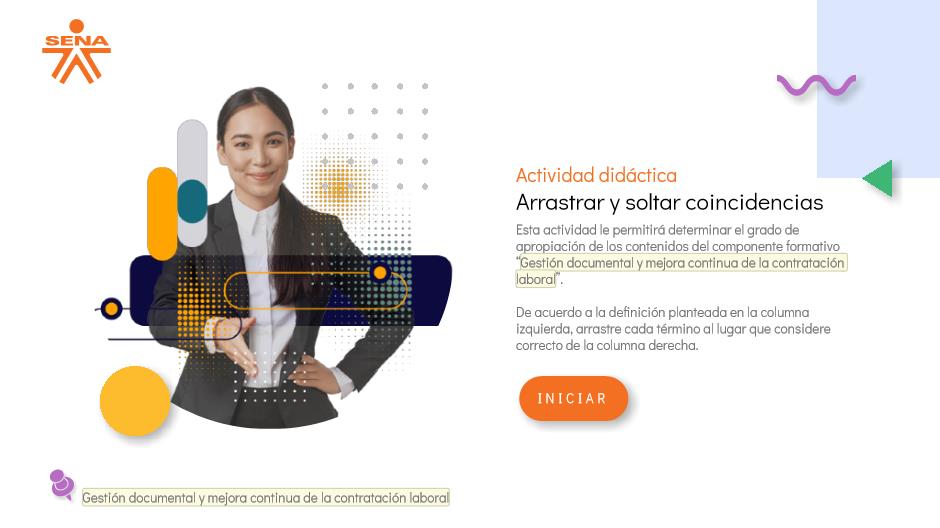 SENA
Actividad didáctica
Arrastrar y soltar coincidencias
Esta actividad le permitirá determinar el grado de
apropiación de los contenidos del componente formativo
“Gestión documental y mejora continua de la contratación
laboral”.
De acuerdo a la definición planteada en la columna
izquierda, arrastre cada término al lugar que considere
correcto de la columna derecha.
INICIAR
Gestión documental y mejora continua de la contratación laboral